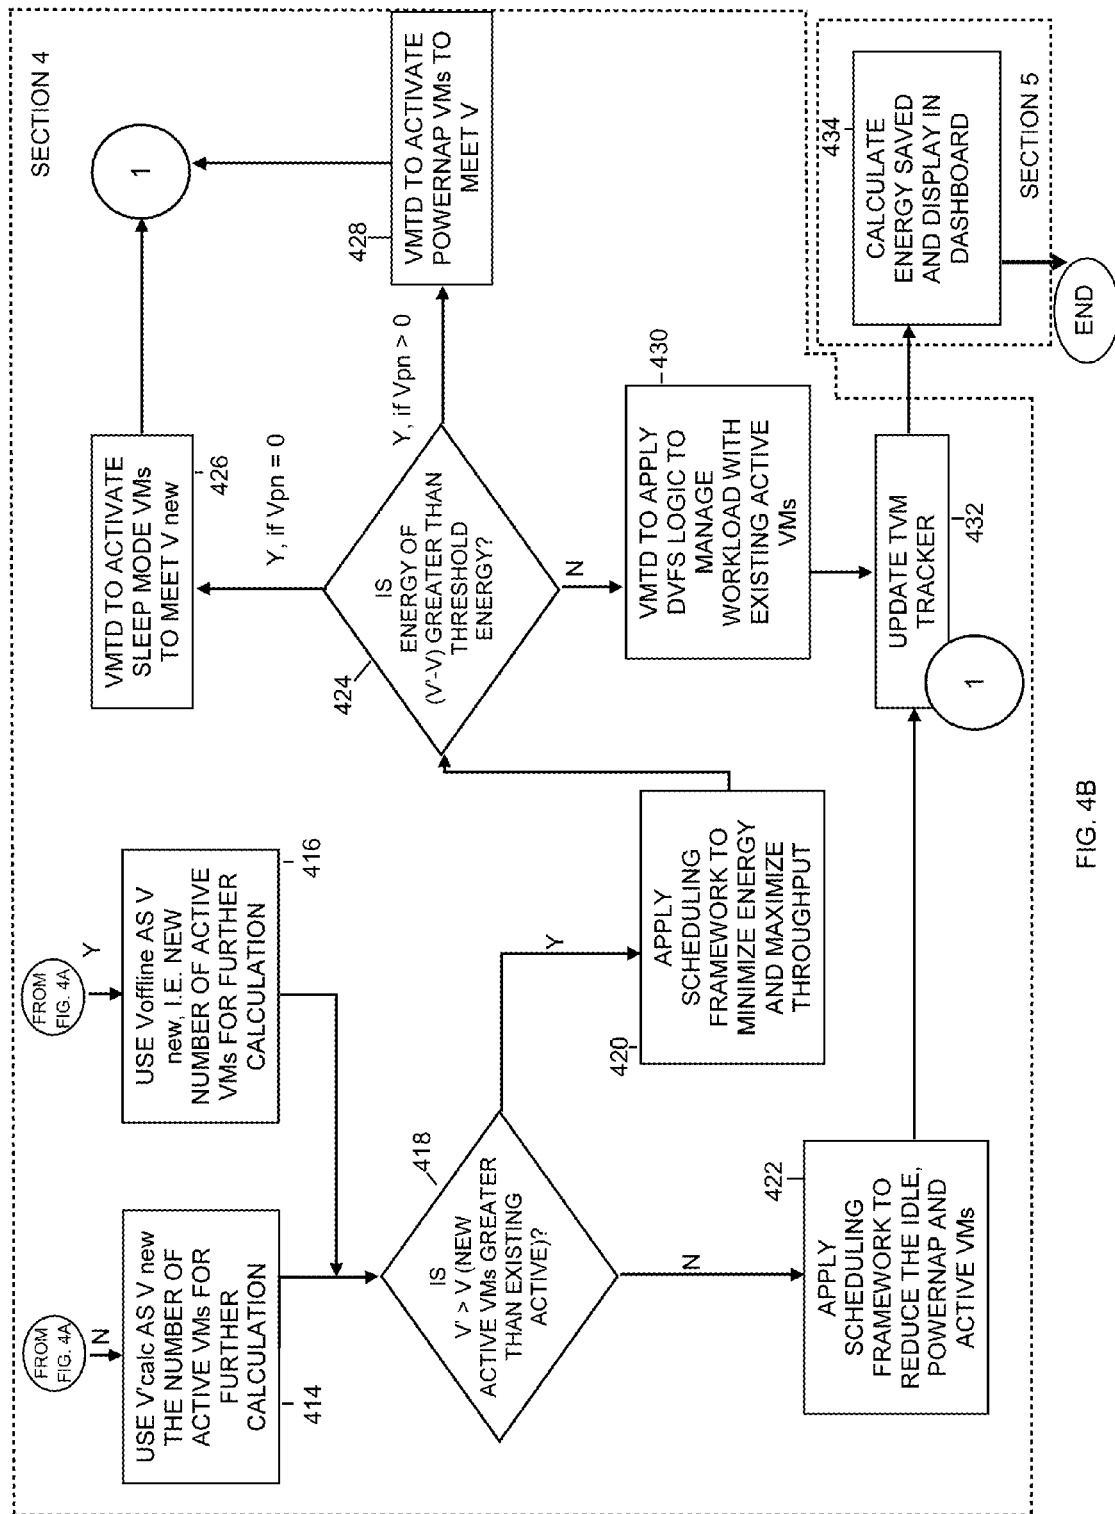 FROM
FIG. 4A
N
USE V'calc AS V new
THE NUMBER OF
ACTIVE VMs FOR
FURTHER
CALCULATION
414
FROM
FIG. 4A
Y
USE Voffline AS V
new, I.E. NEW
NUMBER OF ACTIVE
VMs FOR FURTHER
CALCULATION
416
IS
V' > V (NEW
ACTIVE VMs GREATER
THAN EXISTING
ACTIVE)?
418
Y
N
APPLY
SCHEDULING
FRAMEWORK TO
MINIMIZE ENERGY
AND MAXIMIZE
THROUGHPUT
420
APPLY
SCHEDULING
FRAMEWORK TO
REDUCE THE IDLE,
POWERNAP AND
ACTIVE VMs
422
IS
ENERGY OF
(V'-V) GREATER THAN
THRESHOLD
ENERGY?
424
Y, if Vpn = 0
Y, if Vpn > 0
N
VMTD TO ACTIVATE
SLEEP MODE VMs
TO MEET V new
426
1
SECTION 4
VMTD TO ACTIVATE
POWERNAP VMs TO
MEET V
428
VMTD TO APPLY
DVFS LOGIC TO
MANAGE
WORKLOAD WITH
EXISTING ACTIVE
VMs
430
UPDATE TVM
TRACKER
432
1
CALCULATE
ENERGY SAVED
AND DISPLAY IN
DASHBOARD
434
SECTION 5
END
FIG. 4B